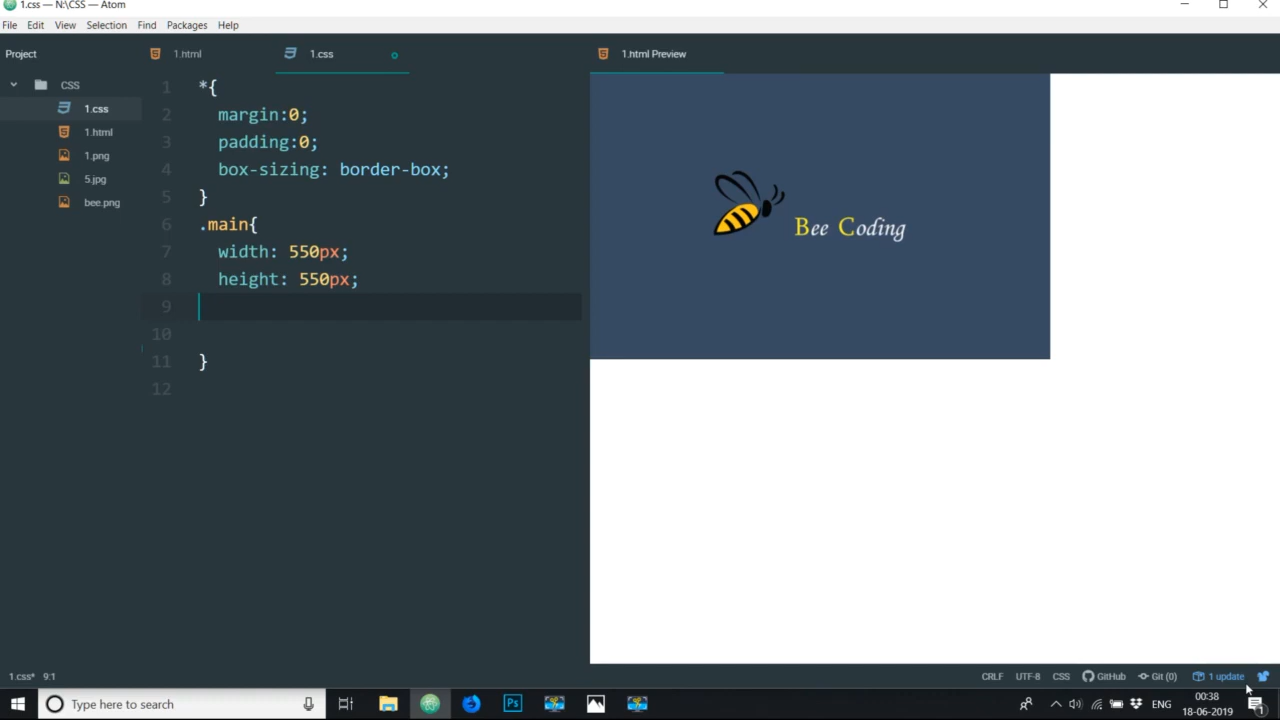 1.css — N:\CSS — Atom
File Edit View Selection Find Packages Help
Project
1.html
1.css
1.html Preview
CSS
1.css
1.html
1.png
5.jpg
bee.png
1 *{
2 margin:0;
3 padding:0;
4 box-sizing: border-box;
5 }
6 .main{
7 width: 550px;
8 height: 550px;
9
10
11 }
12
Bee Coding
1.css* 9:1
CRLF UTF-8 CSS GitHub Git (0) 1 update
Type here to search
Ps
ENG
00:38
18-06-2019
1